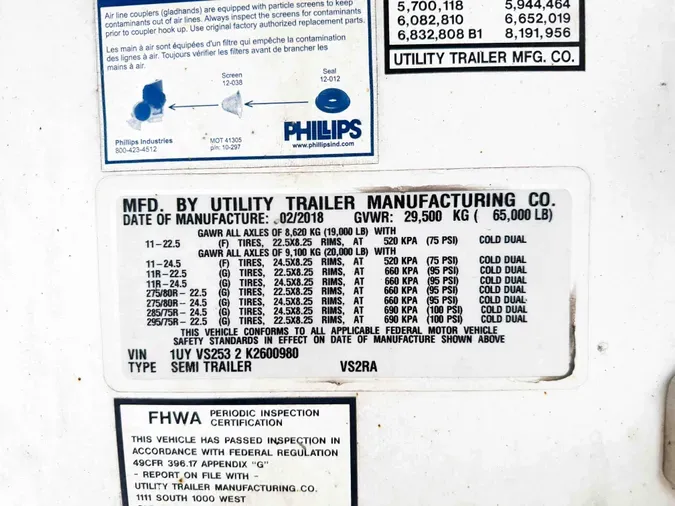 Air line couplers (gladhands) are equipped with particle screens to keep
contaminants out of air lines. Always inspect the screens for contaminants
prior to coupler hook up. Use original factory authorized replacement parts.
Les main à air sont équipées d'un filtre qui empêche la contamination
des lignes à air. Toujours vérifier les filters avant de brancher les
mains à air.
Screen
12-038
Seal
12-012
Phillips Industries
800-423-4512
MOT 41305
p/n: 10-297
PHILLIPS
www.phillipsind.com
5,700,118 5,944,464
6,082,810 6,652,019
6,832,808 B1 8,191,956
UTILITY TRAILER MFG. CO.
MFD. BY UTILITY TRAILER MANUFACTURING CO.
DATE OF MANUFACTURE: 02/2018 GVWR: 29,500 KG ( 65,000 LB)
GAWR ALL AXLES OF 8,620 KG (19,000 LB) WITH
11-22.5 (F) TIRES, 22.5X8.25 RIMS, AT 520 KPA (75 PSI) COLD DUAL
GAWR ALL AXLES OF 9,100 KG (20,000 LB) WITH
11-24.5 (F) TIRES, 24.5X8.25 RIMS, AT 520 KPA (75 PSI) COLD DUAL
11R-22.5 (G) TIRES, 22.5X8.25 RIMS, AT 660 KPA (95 PSI) COLD DUAL
11R-24.5 (G) TIRES, 24.5X8.25 RIMS, AT 660 KPA (95 PSI) COLD DUAL
275/80R- 22.5 (G) TIRES, 22.5X8.25 RIMS, AT 660 KPA (95 PSI) COLD DUAL
275/80R- 24.5 (G) TIRES, 24.5X8.25 RIMS, AT 660 KPA (95 PSI) COLD DUAL
285/75R- 24.5 (G) TIRES, 24.5X8.25 RIMS, AT 690 KPA (100 PSI) COLD DUAL
295/75R- 22.5 (G) TIRES, 22.5X8.25 RIMS, AT 690 KPA (100 PSI) COLD DUAL
THIS VEHICLE CONFORMS TO ALL APPLICABLE FEDERAL MOTOR VEHICLE
SAFETY STANDARDS IN EFFECT ON DATE OF MANUFACTURE SHOWN ABOVE
VIN 1UY VS253 2 K2600980
TYPE SEMI TRAILER VS2RA
FHWA PERIODIC INSPECTION
CERTIFICATION
THIS VEHICLE HAS PASSED INSPECTION IN
ACCORDANCE WITH FEDERAL REGULATION
49CFR 396.17 APPENDIX "G"
- REPORT ON FILE WITH -
UTILITY TRAILER MANUFACTURING CO.
1111 SOUTH 1000 WEST